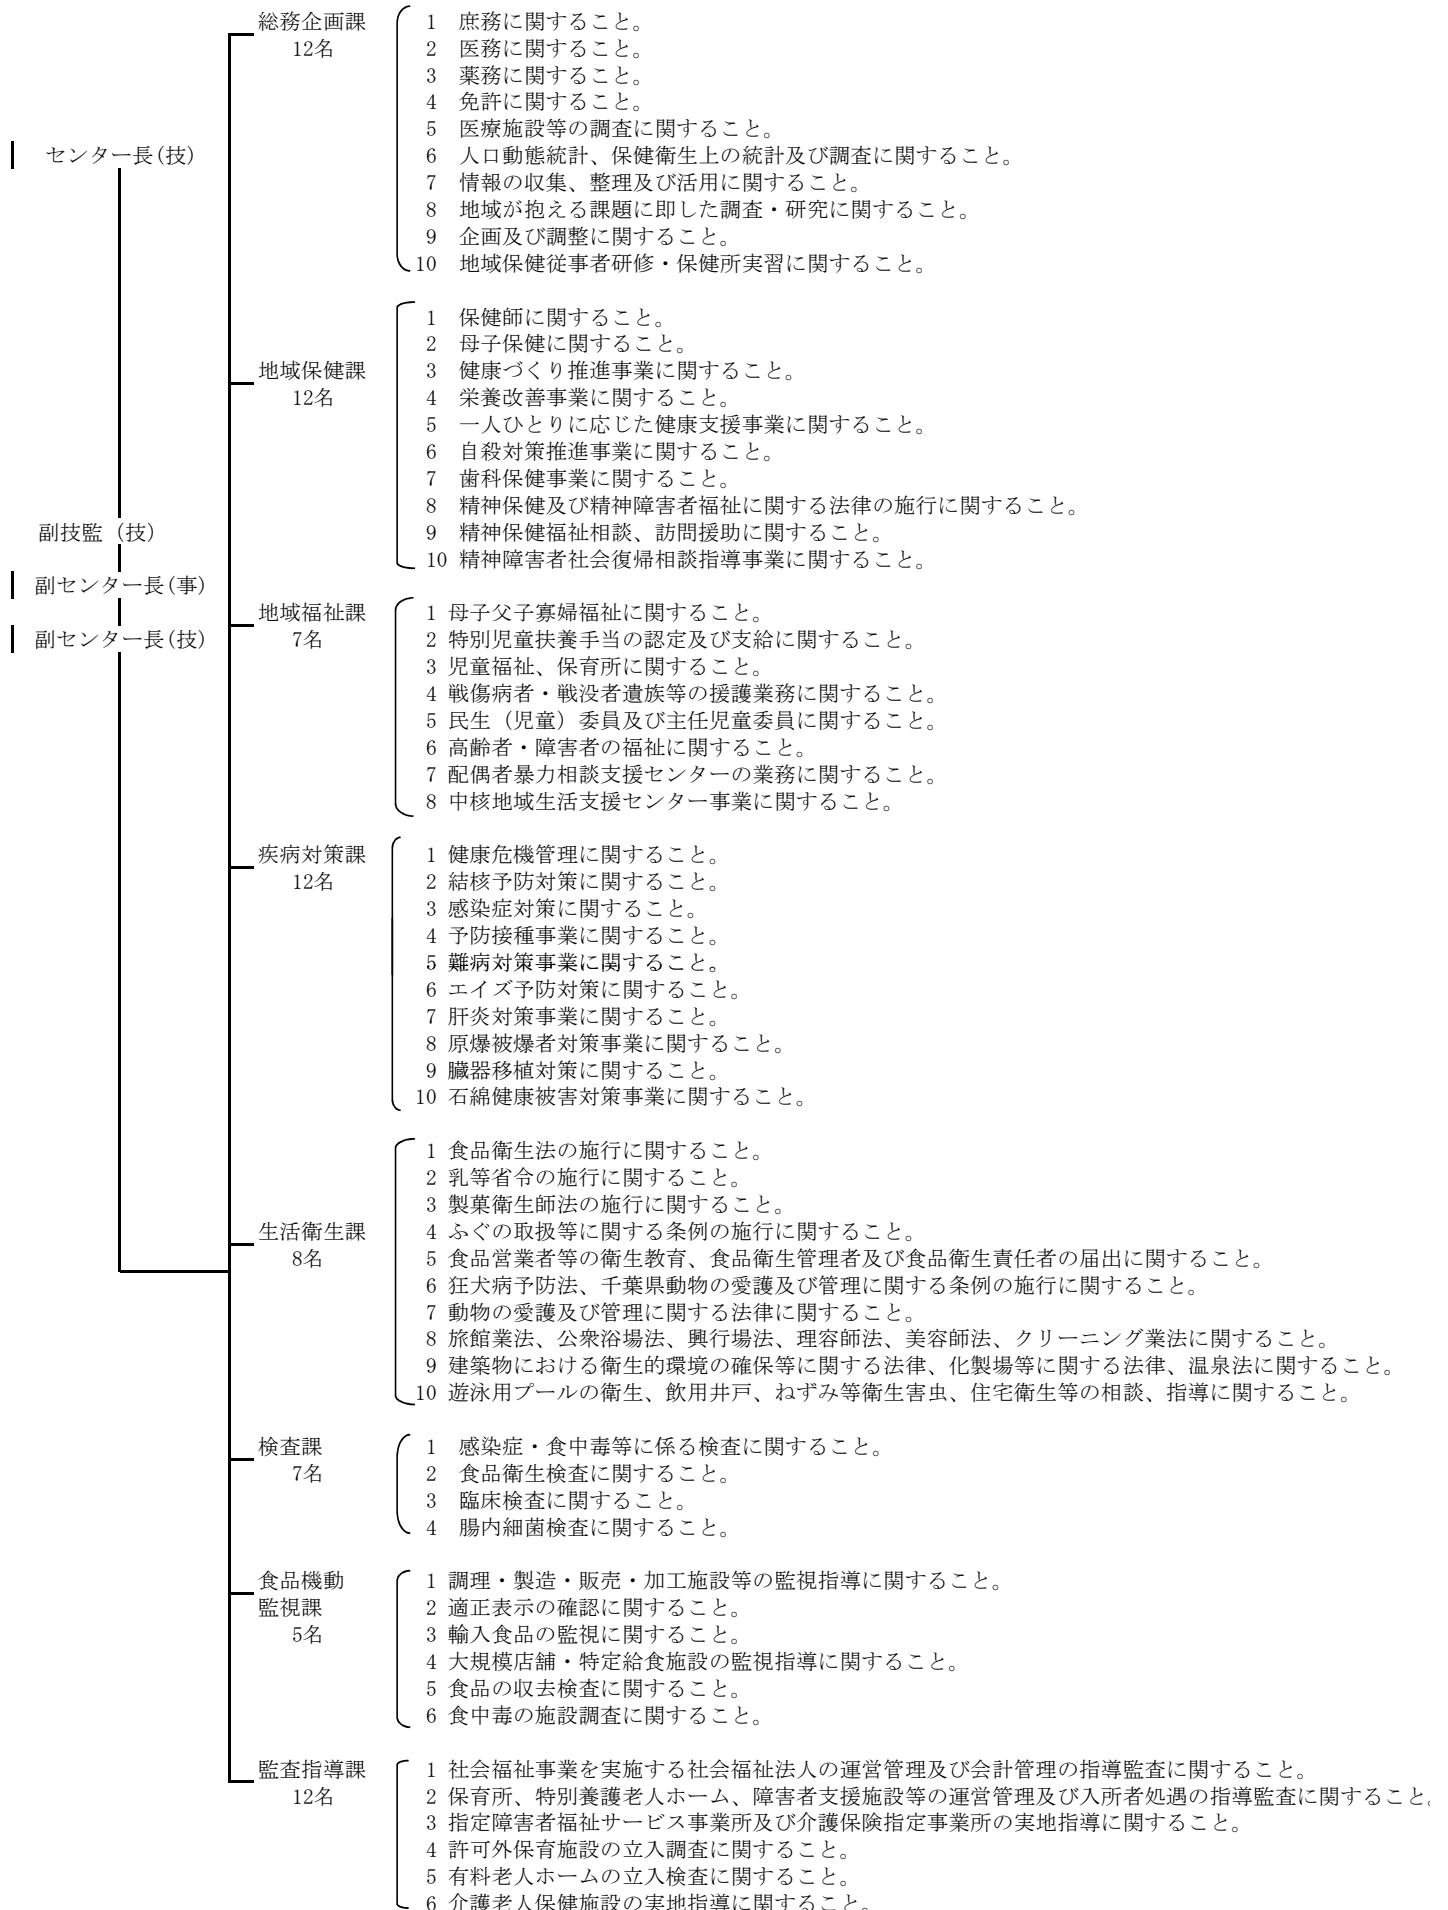 センター長(技)
副技監（技）
副センター長(事)
副センター長(技)
総務企画課
12名
1 庶務に関すること。
2 医務に関すること。
3 薬務に関すること。
4 免許に関すること。
5 医療施設等の調査に関すること。
6 人口動態統計、保健衛生上の統計及び調査に関すること。
7 情報の収集、整理及び活用に関すること。
8 地域が抱える課題に即した調査・研究に関すること。
9 企画及び調整に関すること。
10 地域保健従事者研修・保健所実習に関すること。
地域保健課
12名
1 保健師に関すること。
2 母子保健に関すること。
3 健康づくり推進事業に関すること。
4 栄養改善事業に関すること。
5 一人ひとりに応じた健康支援事業に関すること。
6 自殺対策推進事業に関すること。
7 歯科保健事業に関すること。
8 精神保健及び精神障害者福祉に関する法律の施行に関すること。
9 精神保健福祉相談、訪問援助に関すること。
10 精神障害者社会復帰相談指導事業に関すること。
地域福祉課
7名
1 母子父子寡婦福祉に関すること。
2 特別児童扶養手当の認定及び支給に関すること。
3 児童福祉、保育所に関すること。
4 戦傷病者・戦没者遺族等の援護業務に関すること。
5 民生（児童）委員及び主任児童委員に関すること。
6 高齢者・障害者の福祉に関すること。
7 配偶者暴力相談支援センターの業務に関すること。
8 中核地域生活支援センター事業に関すること。
疾病対策課
12名
1 健康危機管理に関すること。
2 結核予防対策に関すること。
3 感染症対策に関すること。
4 予防接種事業に関すること。
5 難病対策事業に関すること。
6 エイズ予防対策に関すること。
7 肝炎対策事業に関すること。
8 原爆被爆者対策事業に関すること。
9 臓器移植対策に関すること。
10 石綿健康被害対策事業に関すること。
生活衛生課
8名
1 食品衛生法の施行に関すること。
2 乳等省令の施行に関すること。
3 製菓衛生師法の施行に関すること。
4 ふぐの取扱等に関する条例の施行に関すること。
5 食品営業者等の衛生教育、食品衛生管理者及び食品衛生責任者の届出に関すること。
6 狂犬病予防法、千葉県動物の愛護及び管理に関する条例の施行に関すること。
7 動物の愛護及び管理に関する法律に関すること。
8 旅館業法、公衆浴場法、興行場法、理容師法、美容師法、クリーニング業法に関すること。
9 建築物における衛生的環境の確保等に関する法律、化製場等に関する法律、温泉法に関すること。
10 遊泳用プールの衛生、飲用井戸、ねずみ等衛生害虫、住宅衛生等の相談、指導に関すること。
検査課
7名
1 感染症・食中毒等に係る検査に関すること。
2 食品衛生検査に関すること。
3 臨床検査に関すること。
4 腸内細菌検査に関すること。
食品機動
監視課
5名
1 調理・製造・販売・加工施設等の監視指導に関すること。
2 適正表示の確認に関すること。
3 輸入食品の監視に関すること。
4 大規模店舗・特定給食施設の監視指導に関すること。
5 食品の収去検査に関すること。
6 食中毒の施設調査に関すること。
監査指導課
12名
1 社会福祉事業を実施する社会福祉法人の運営管理及び会計管理の指導監査に関すること。
2 保育所、特別養護老人ホーム、障害者支援施設等の運営管理及び入所者処遇の指導監査に関すること。
3 指定障害者福祉サービス事業所及び介護保険指定事業所の実地指導に関すること。
4 許可外保育施設の立入調査に関すること。
5 有料老人ホームの立入検査に関すること。
6 介護老人保健施設の実地指導に関すること。